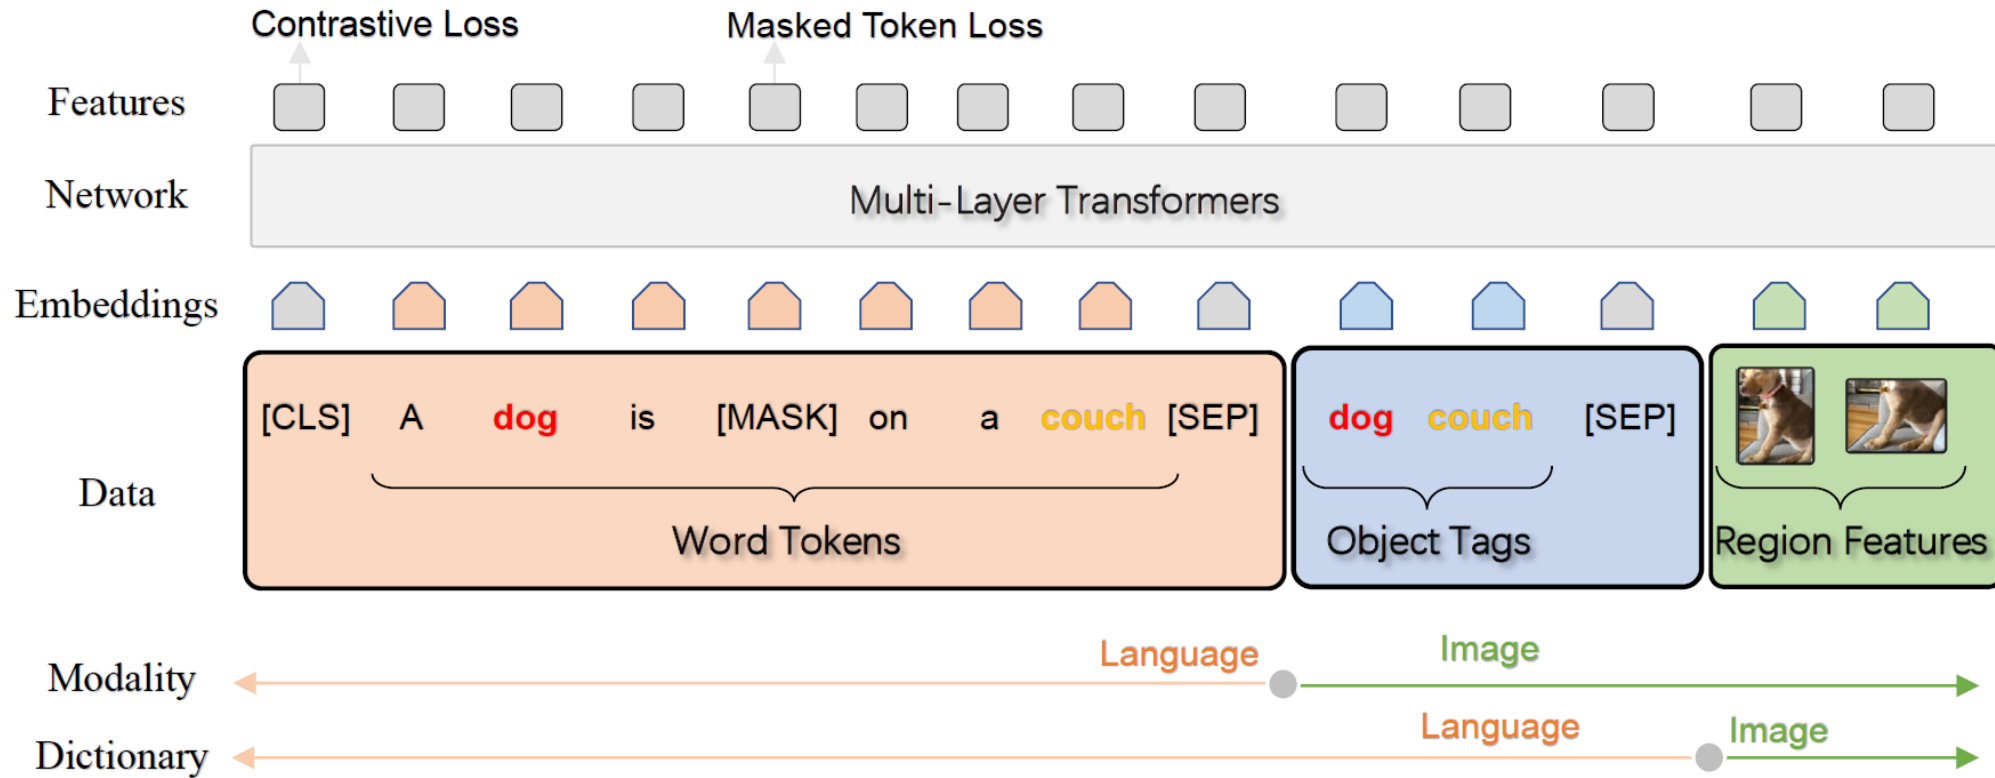 Contrastive Loss Masked Token Loss
Features
Network Multi-Layer Transformers
Embeddings
[CLS] A dog is [MASK] on a couch [SEP] dog couch [SEP]
Data
Word Tokens Object Tags Region Features
Modality Language Image
Dictionary Language Image